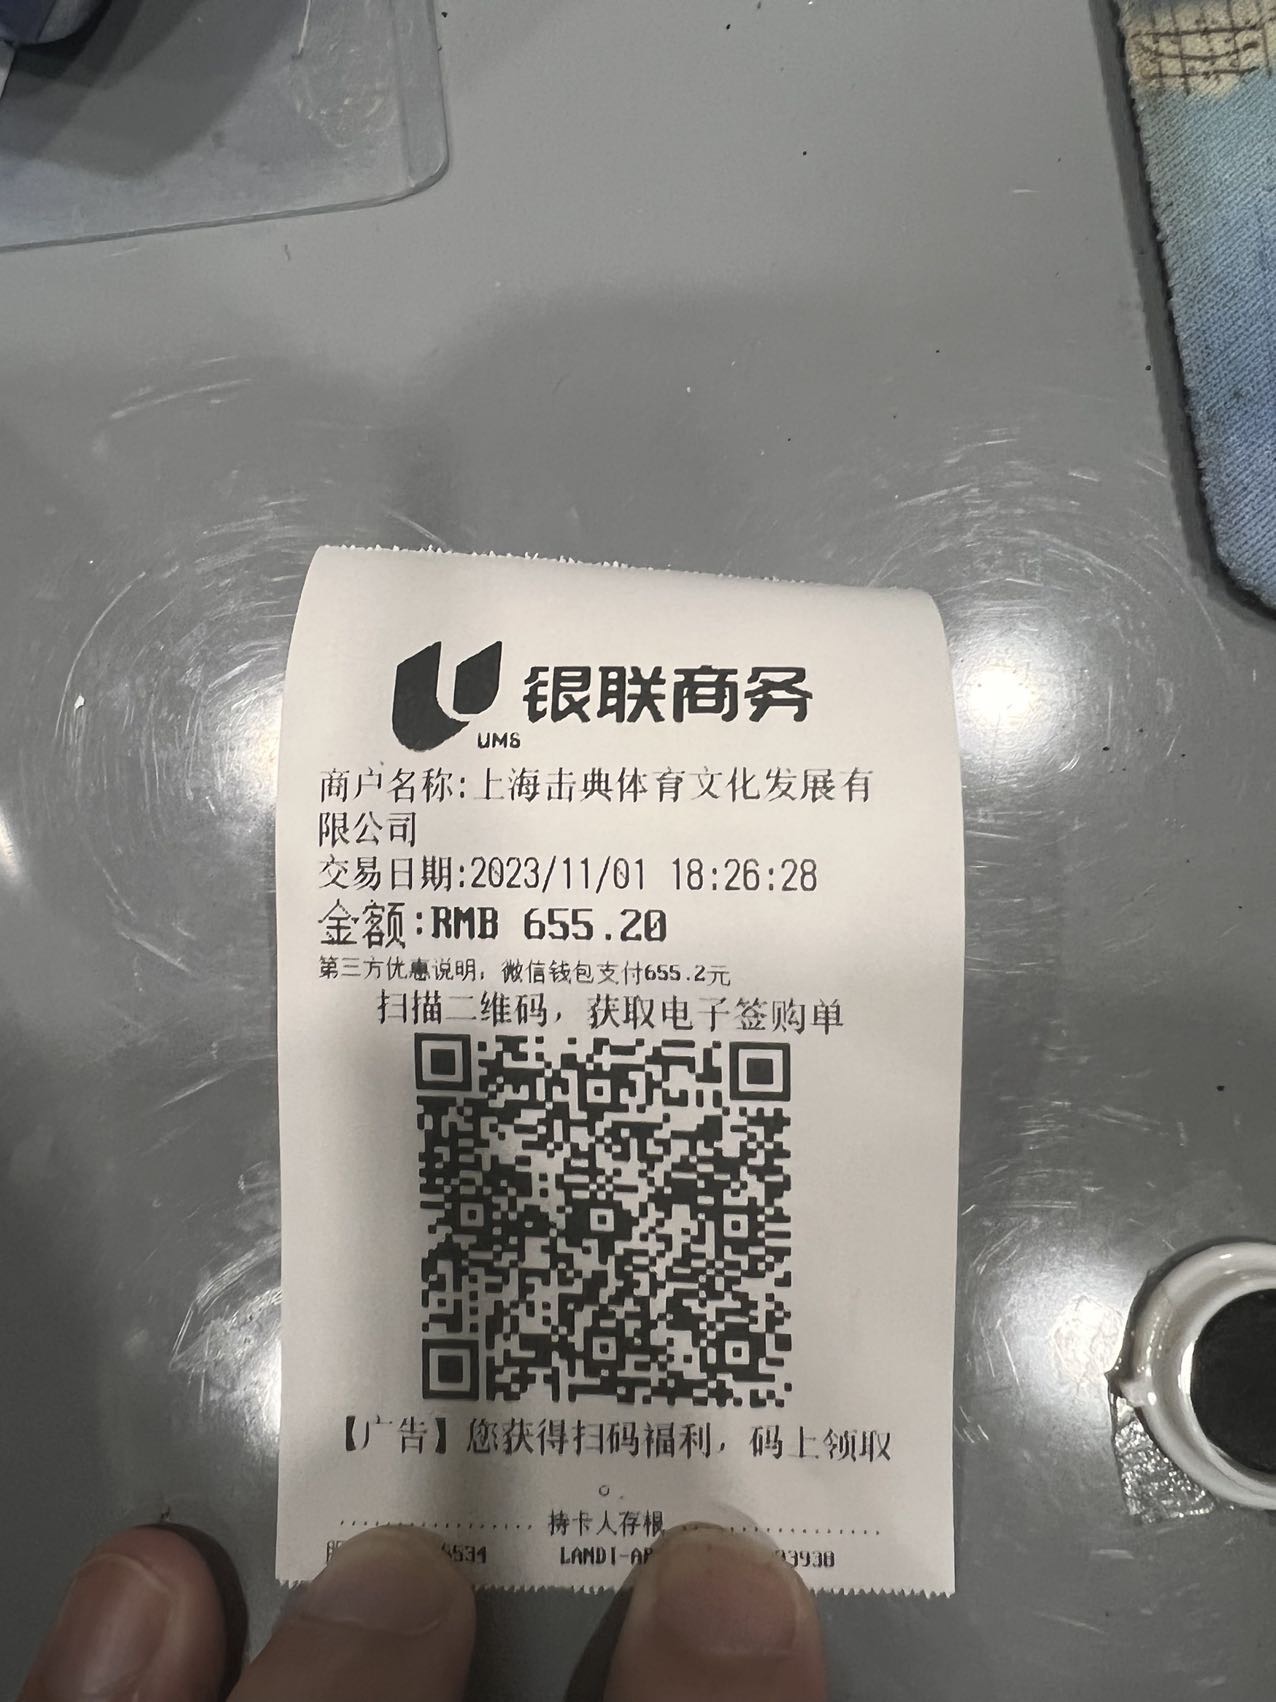 银联商务
UMS
商户名称:上海击典体育文化发展有
限公司
交易日期:2023/11/01 18:26:28
金额:RMB 655.20
第三方优惠说明，微信钱包支付655.2元
扫描二维码，获取电子签购单
【广告】您获得扫码福利，码上领取
。
持卡人存根